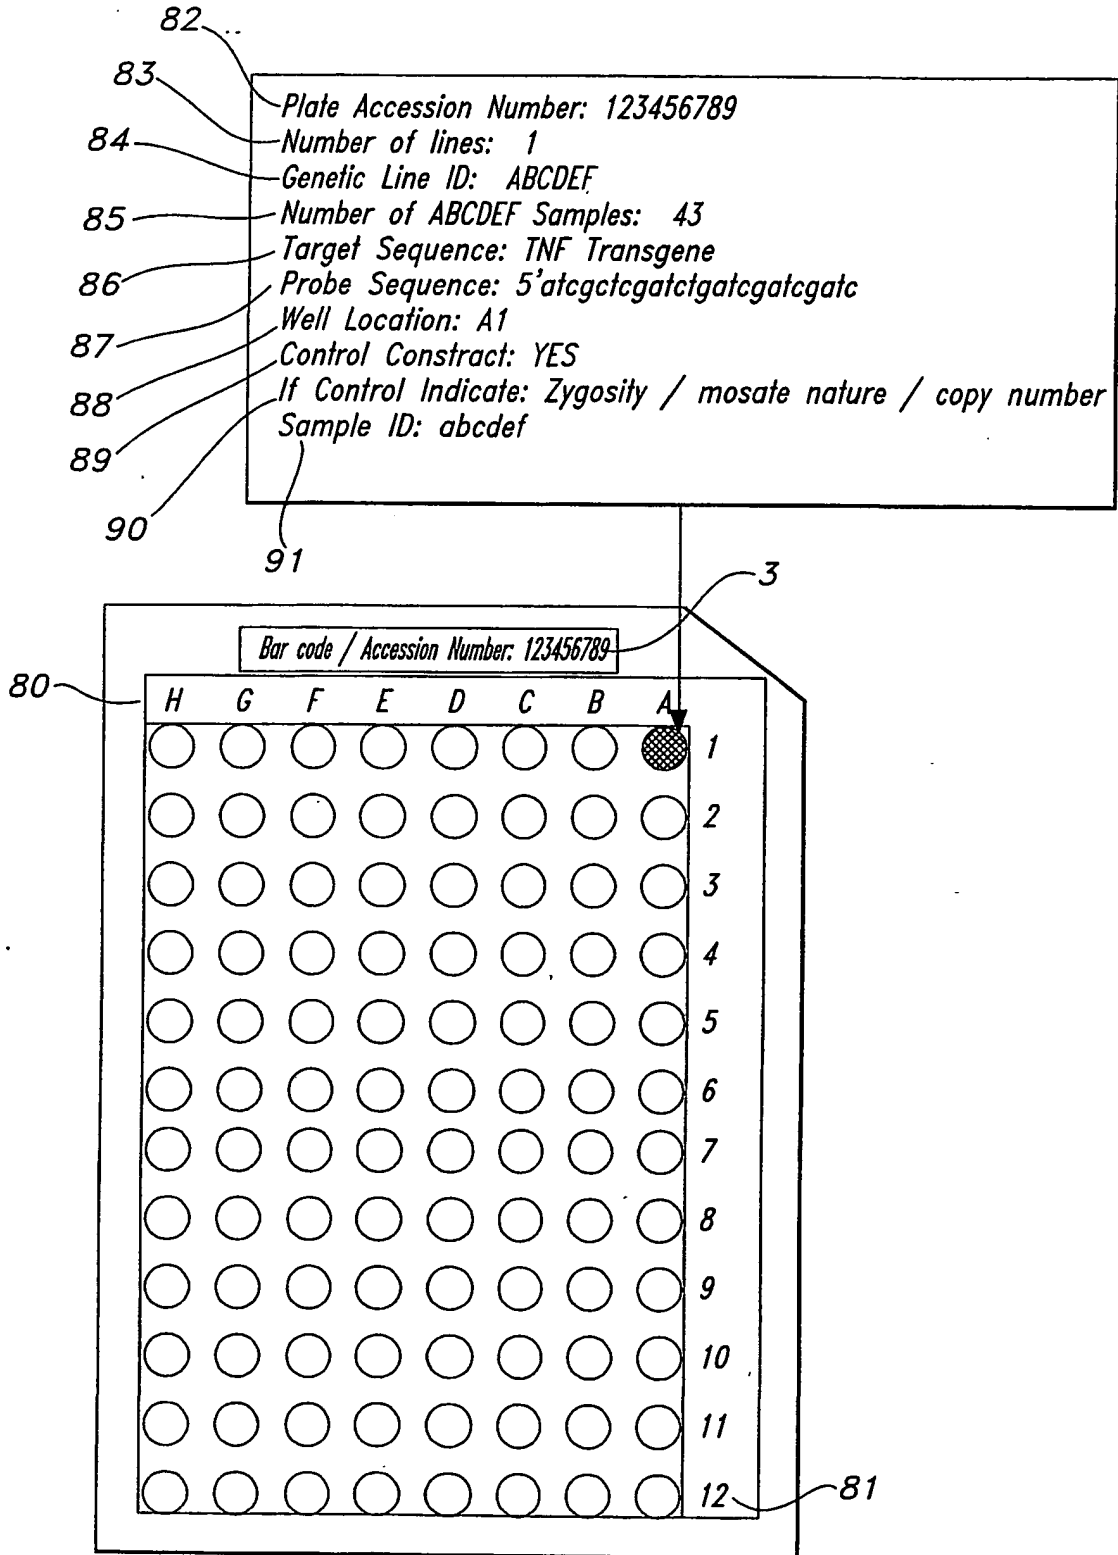 82
83
84
85
86
87
88
89
90
91
Plate Accession Number: 123456789
Number of lines: 1
Genetic Line ID: ABCDEF
Number of ABCDEF Samples: 43
Target Sequence: TNF Transgene
Probe Sequence: 5'atcgctcgatctgatcgatcgatc
Well Location: A1
Control Constract: YES
If Control Indicate: Zygosity / mosate nature / copy number
Sample ID: abcdef
3
Bar code / Accession Number: 123456789
80
H G F E D C B A
1
2
3
4
5
6
7
8
9
10
11
12
81